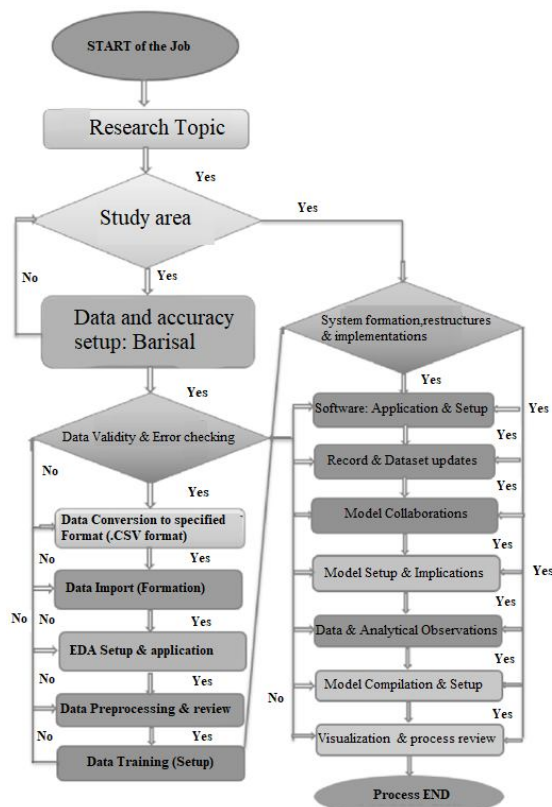 START of the Job
Research Topic
Yes
Study area
Yes
No
Yes
Data and accuracy
setup: Barisal
Yes
Data Validity & Error checking
No
Yes
Data Conversion to specified
Format (.CSV format)
No
Yes
Data Import (Formation)
No
No
Yes
EDA Setup & application
No
Yes
Data Preprocessing & review
No
Yes
Data Training (Setup)
System formation,restructures
& implementations
Yes
Software: Application & Setup
Yes
Yes
Record & Dataset updates
Yes
Yes
Model Collaborations
Yes
Model Setup & Implications
Yes
Yes
Data & Analytical Observations
Yes
Yes
Model Compilation & Setup
No
Yes
Visualization & process review
Process END